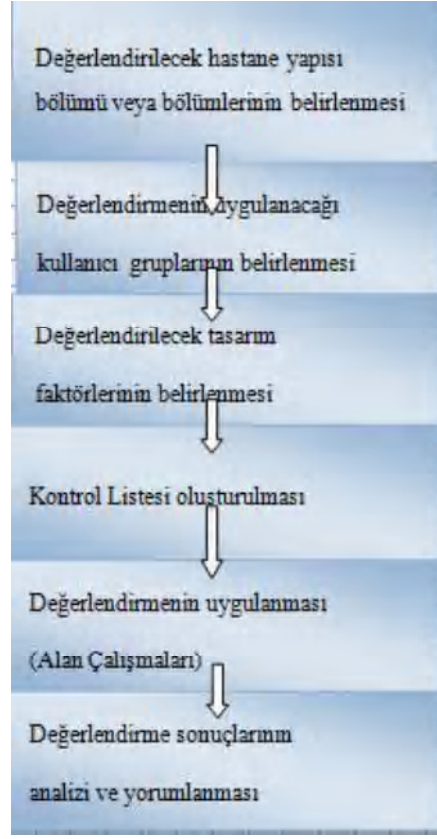 Değerlendirilecek hastane yapısı
bölümü veya bölümlerinin belirlenmesi
Değerlendirmenin uygulanacağı
kullanıcı gruplarının belirlenmesi
Değerlendirilecek tasarım
faktörlerinin belirlenmesi
Kontrol Listesi oluşturulması
Değerlendirmenin uygulanması
(Alan Çalışmaları)
Değerlendirme sonuçlarının
analizi ve yorumlanması